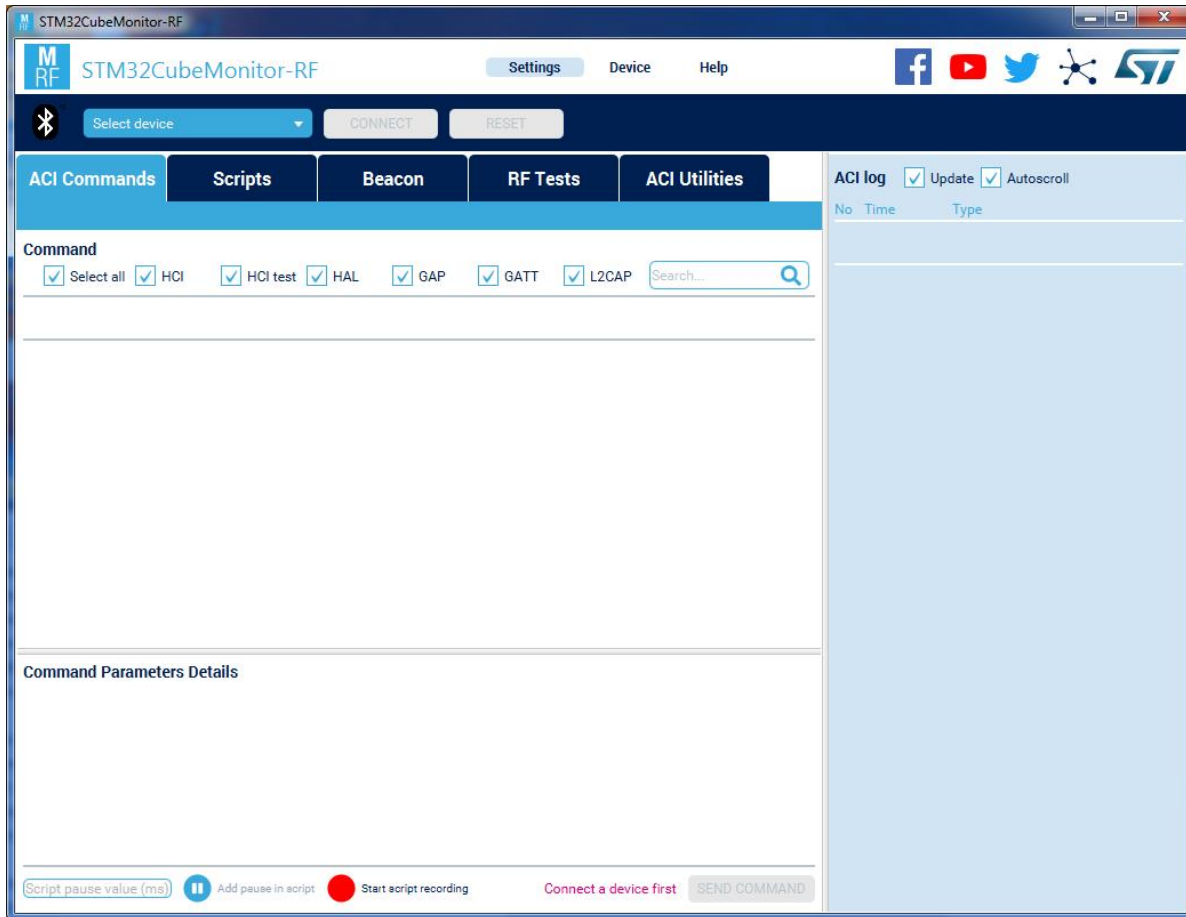 STM32CubeMonitor-RF
M
RF
STM32CubeMonitor-RF
Settings Device Help
Select device CONNECT RESET
ACI Commands Scripts Beacon RF Tests ACI Utilities
ACI log Update Autoscroll
No Time Type
Command
Select all HCI HCI test HAL GAP GATT L2CAP Search...
Command Parameters Details
Script pause value (ms) Add pause in script Start script recording Connect a device first SEND COMMAND